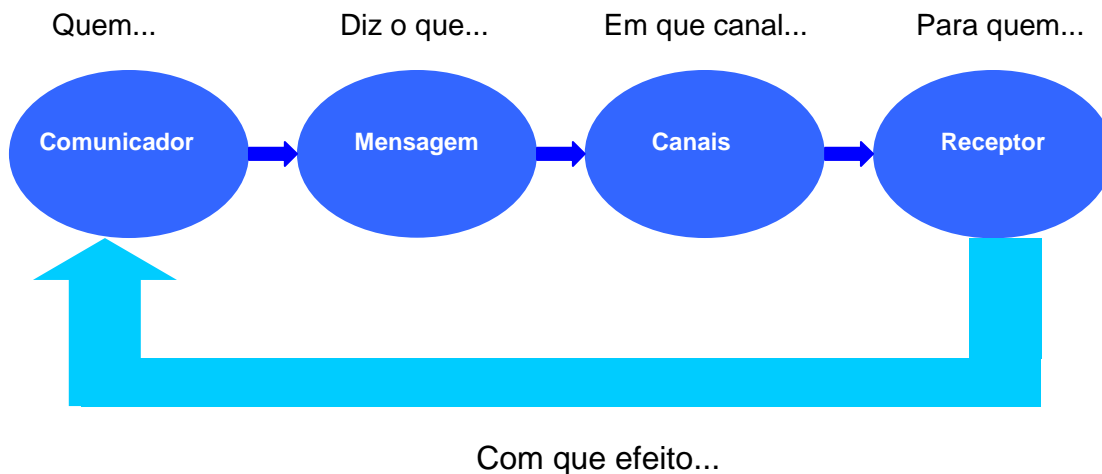 Quem... Diz o que... Em que canal... Para quem...
Comunicador Mensagem Canais Receptor
Com que efeito...